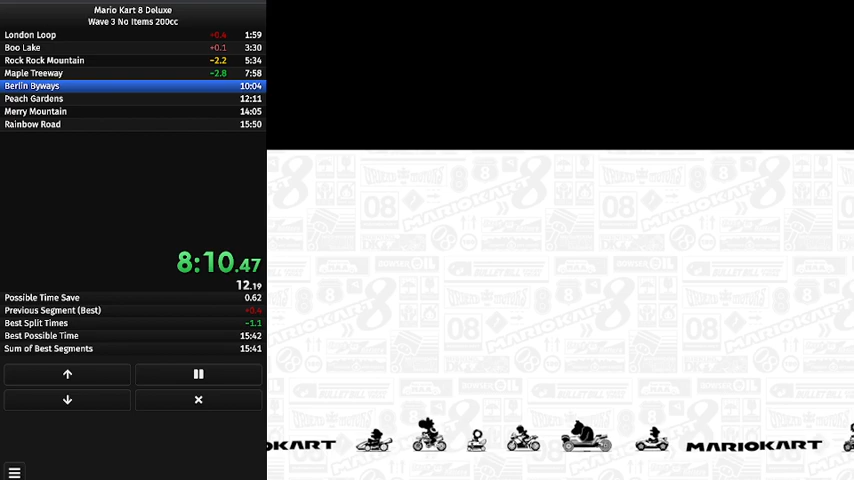 Mario Kart 8 Deluxe
Wave 3 No Items 200cc
London Loop +0.4 1:59
Boo Lake +0.1 3:30
Rock Rock Mountain −2.2 5:34
Maple Treeway −2.8 7:58
Berlin Byways 10:04
Peach Gardens 12:11
Merry Mountain 14:05
Rainbow Road 15:50
8:10.47
12.19
Possible Time Save 0.62
Previous Segment (Best) +0.4
Best Split Times −1.1
Best Possible Time 15:42
Sum of Best Segments 15:41
OKART MARIOKART